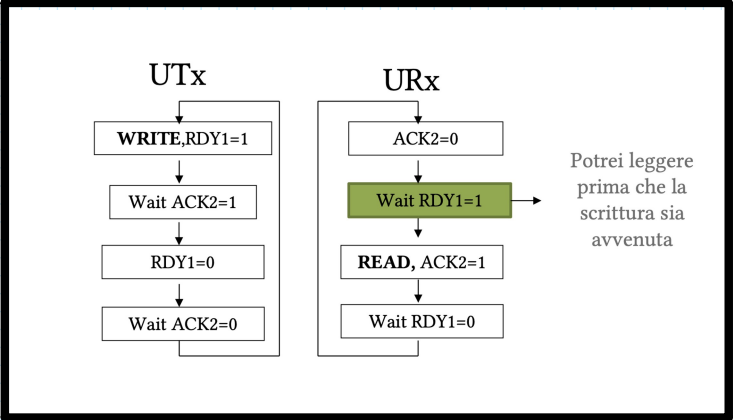 UTx
WRITE,RDY1=1
Wait ACK2=1
RDY1=0
Wait ACK2=0
URx
ACK2=0
Wait RDY1=1
READ, ACK2=1
Wait RDY1=0
Potrei leggere
prima che la
scrittura sia
avvenuta